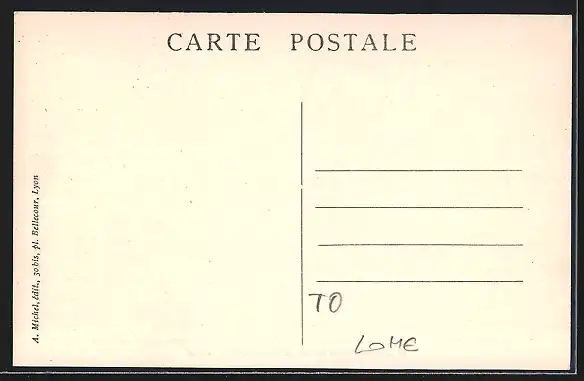 CARTE POSTALE
A. Michel, édit., 30 bis, pl. Bellecour, Lyon
TO
LOME